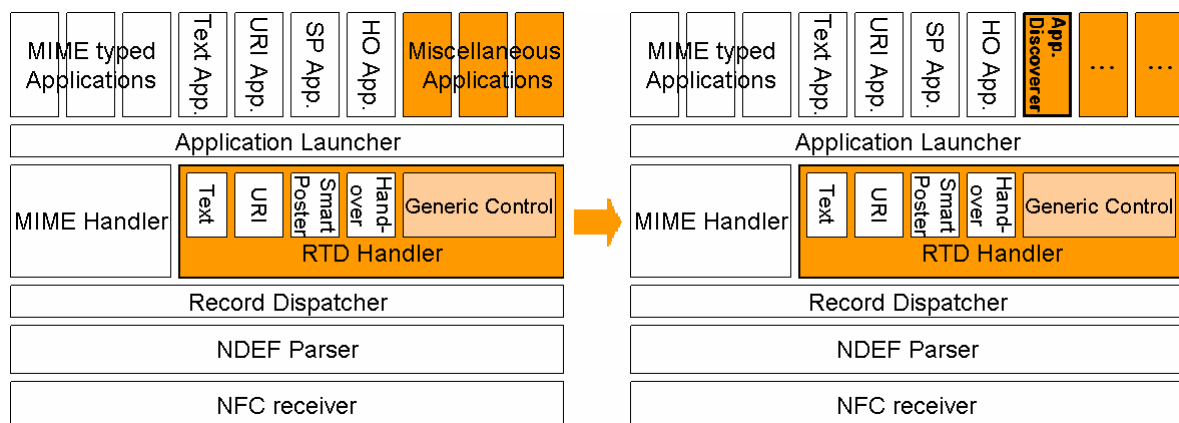 MIME typed
Applications
Text App.
URI App.
SP App.
HO App.
Miscellaneous
Applications
Application Launcher
MIME Handler
Text
URI
Smart
Poster
Hand-
over
Generic Control
RTD Handler
Record Dispatcher
NDEF Parser
NFC receiver
MIME typed
Applications
Text App.
URI App.
SP App.
HO App.
App.
Discoverer
...
...
Application Launcher
MIME Handler
Text
URI
Smart
Poster
Hand-
over
Generic Control
RTD Handler
Record Dispatcher
NDEF Parser
NFC receiver